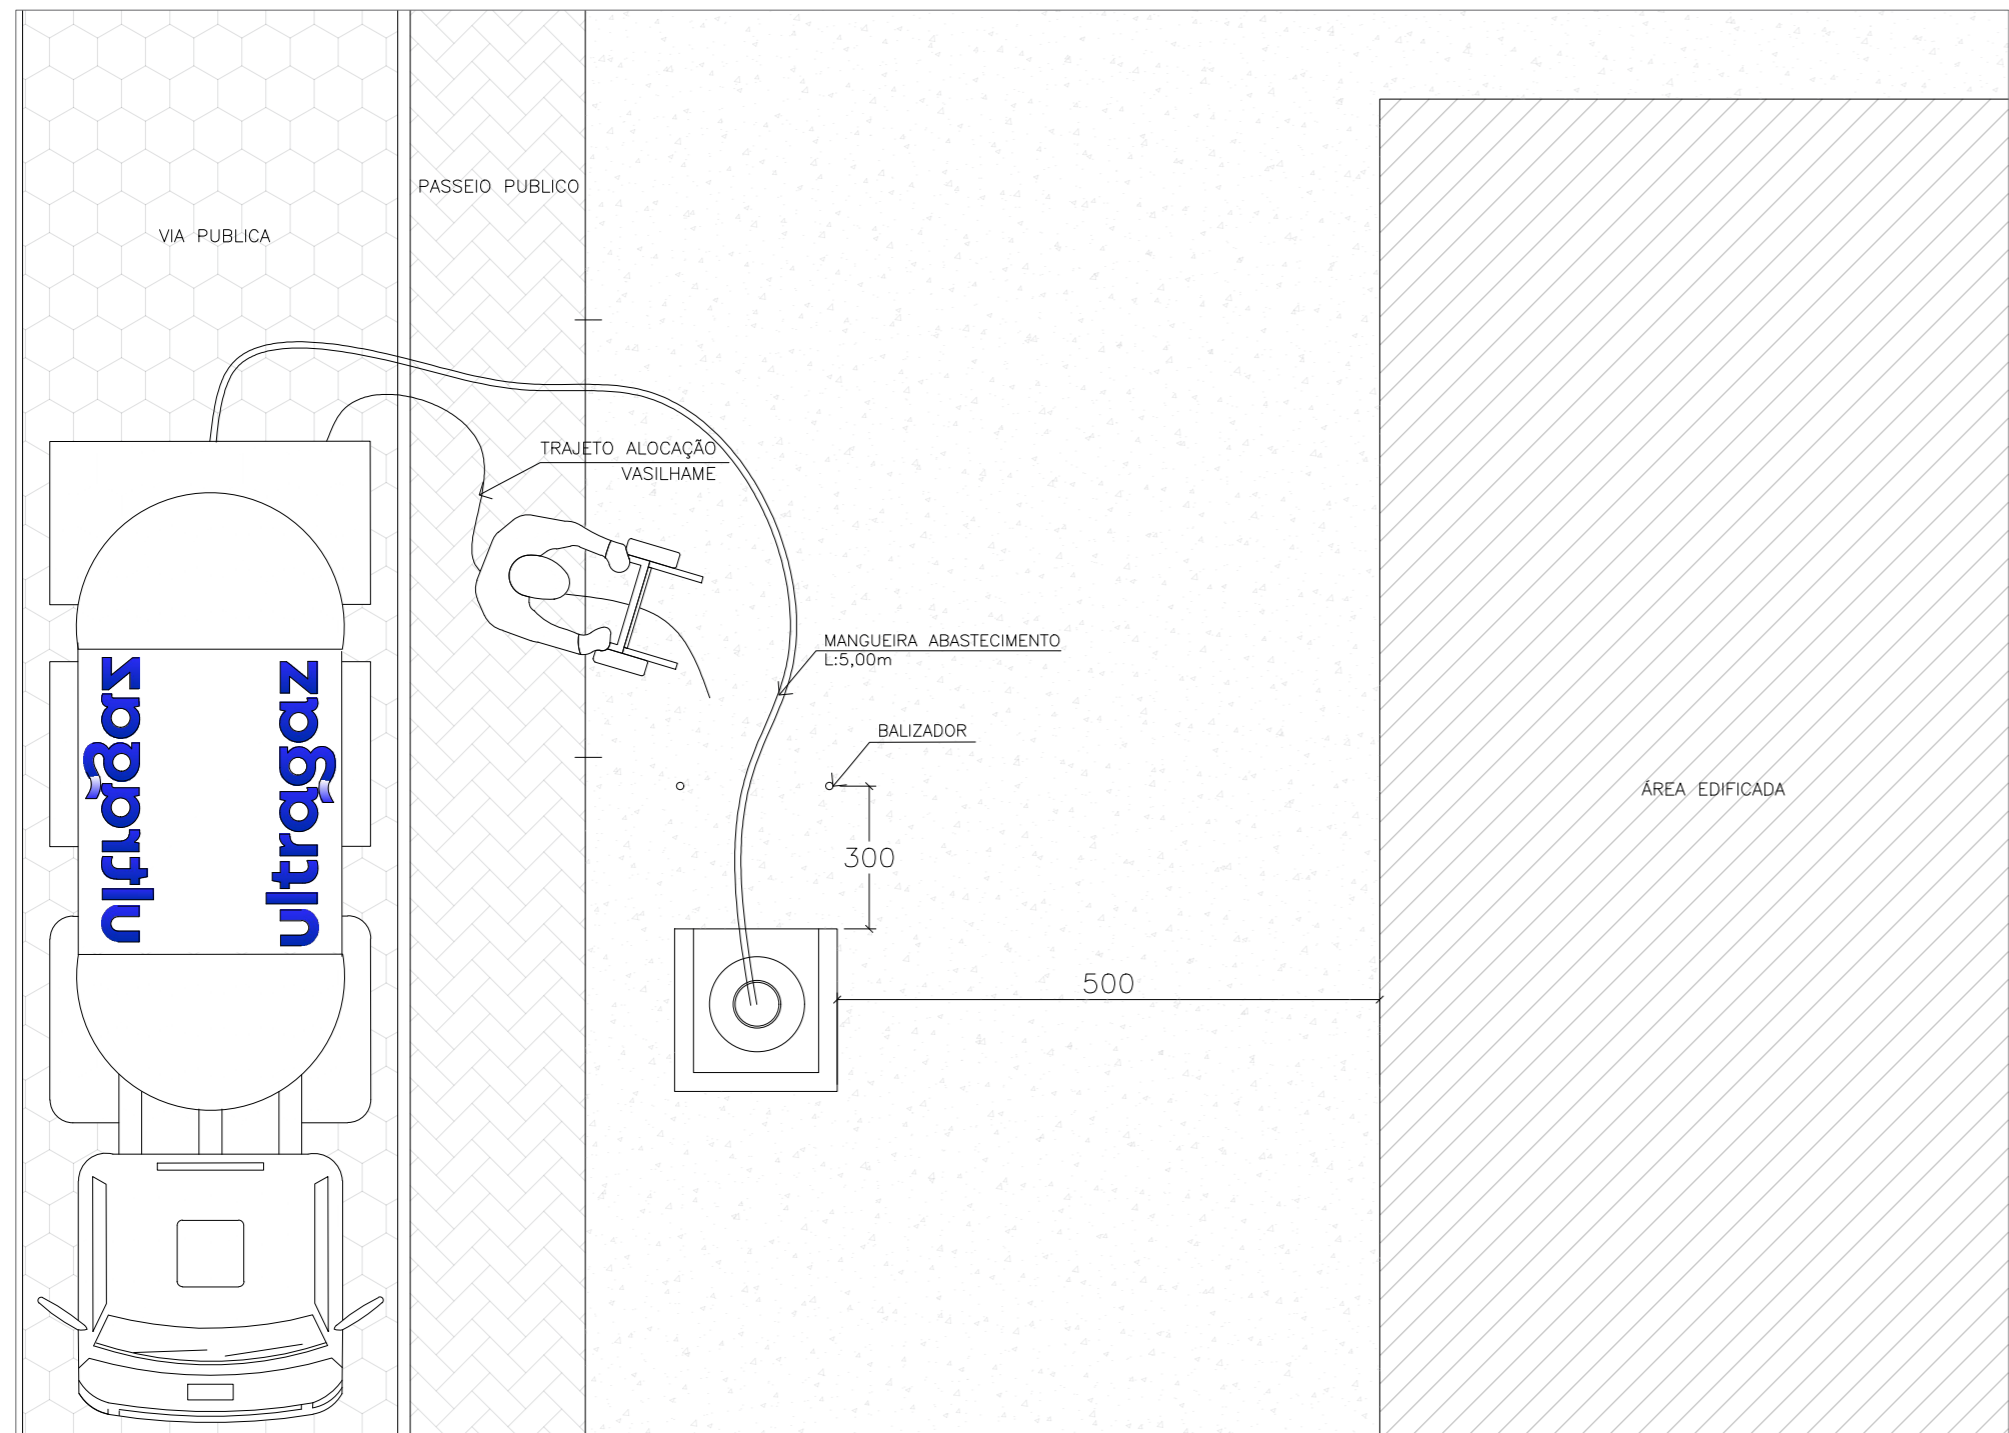 PASSEIO PUBLICO
VIA PUBLICA
TRAJETO ALOCAÇÃO
VASILHAME
MANGUEIRA ABASTECIMENTO
L:5,00m
BALIZADOR
300
500
ÁREA EDIFICADA
ultragaz
ultragaz